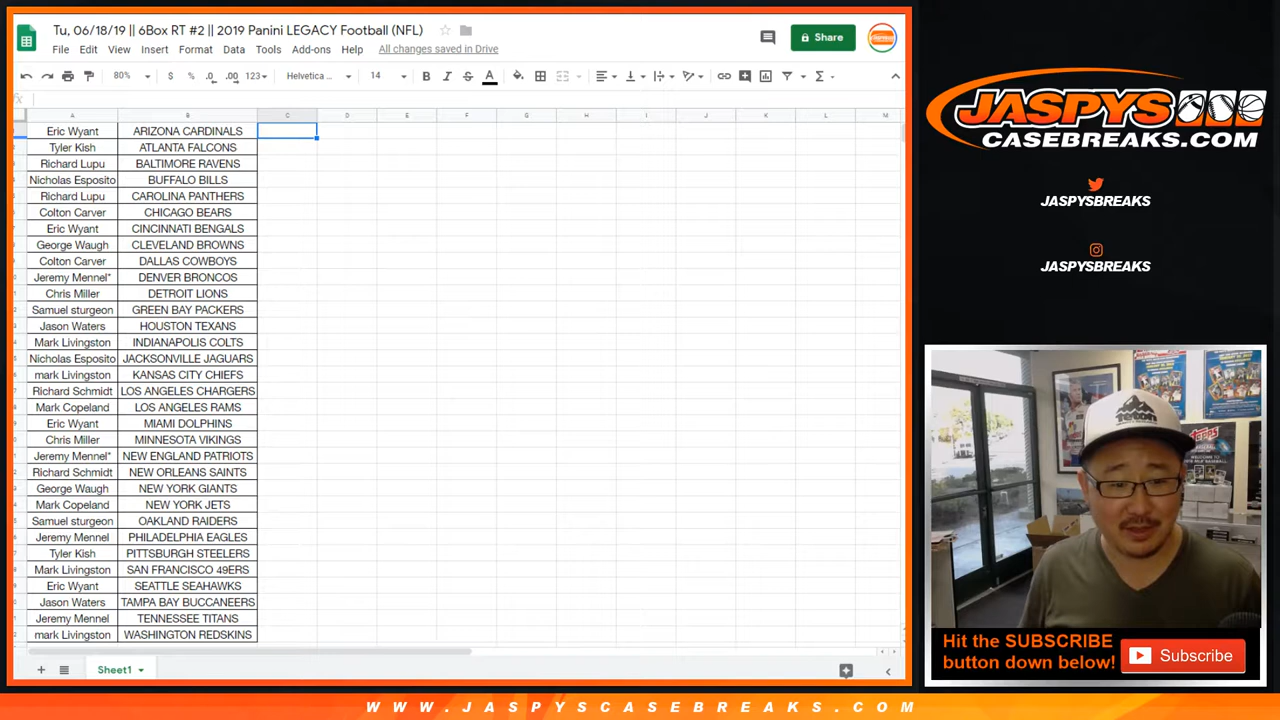 Tu, 06/18/19 || 6Box RT #2 || 2019 Panini LEGACY Football (NFL)
File Edit View Insert Format Data Tools Add-ons Help All changes saved in Drive
Share
80% $ % .0 .00 123 Helvetica ... 14 B I S A
fx
A B C D E F G H I J K L M
Eric Wyant ARIZONA CARDINALS
Tyler Kish ATLANTA FALCONS
Richard Lupu BALTIMORE RAVENS
Nicholas Esposito BUFFALO BILLS
Richard Lupu CAROLINA PANTHERS
Colton Carver CHICAGO BEARS
Eric Wyant CINCINNATI BENGALS
George Waugh CLEVELAND BROWNS
Colton Carver DALLAS COWBOYS
Jeremy Mennel* DENVER BRONCOS
Chris Miller DETROIT LIONS
Samuel sturgeon GREEN BAY PACKERS
Jason Waters HOUSTON TEXANS
Mark Livingston INDIANAPOLIS COLTS
Nicholas Esposito JACKSONVILLE JAGUARS
mark Livingston KANSAS CITY CHIEFS
Richard Schmidt LOS ANGELES CHARGERS
Mark Copeland LOS ANGELES RAMS
Eric Wyant MIAMI DOLPHINS
Chris Miller MINNESOTA VIKINGS
Jeremy Mennel* NEW ENGLAND PATRIOTS
Richard Schmidt NEW ORLEANS SAINTS
George Waugh NEW YORK GIANTS
Mark Copeland NEW YORK JETS
Samuel sturgeon OAKLAND RAIDERS
Jeremy Mennel PHILADELPHIA EAGLES
Tyler Kish PITTSBURGH STEELERS
Mark Livingston SAN FRANCISCO 49ERS
Eric Wyant SEATTLE SEAHAWKS
Jason Waters TAMPA BAY BUCCANEERS
Jeremy Mennel TENNESSEE TITANS
mark Livingston WASHINGTON REDSKINS
Sheet1
JASPYS
CASEBREAKS.COM
JASPYSBREAKS
JASPYSBREAKS
topps
teton
Hit the SUBSCRIBE
button down below!
Subscribe
WWW.JASPYSCASEBREAKS.COM